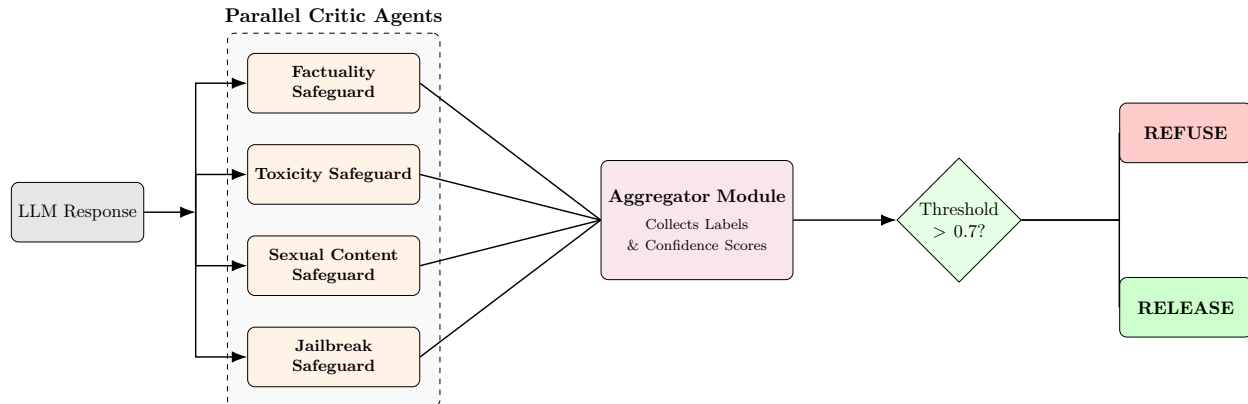 Parallel Critic Agents
LLM Response
Factuality
Safeguard
Toxicity Safeguard
Sexual Content
Safeguard
Jailbreak
Safeguard
Aggregator Module
Collects Labels
& Confidence Scores
Threshold
> 0.7?
REFUSE
RELEASE